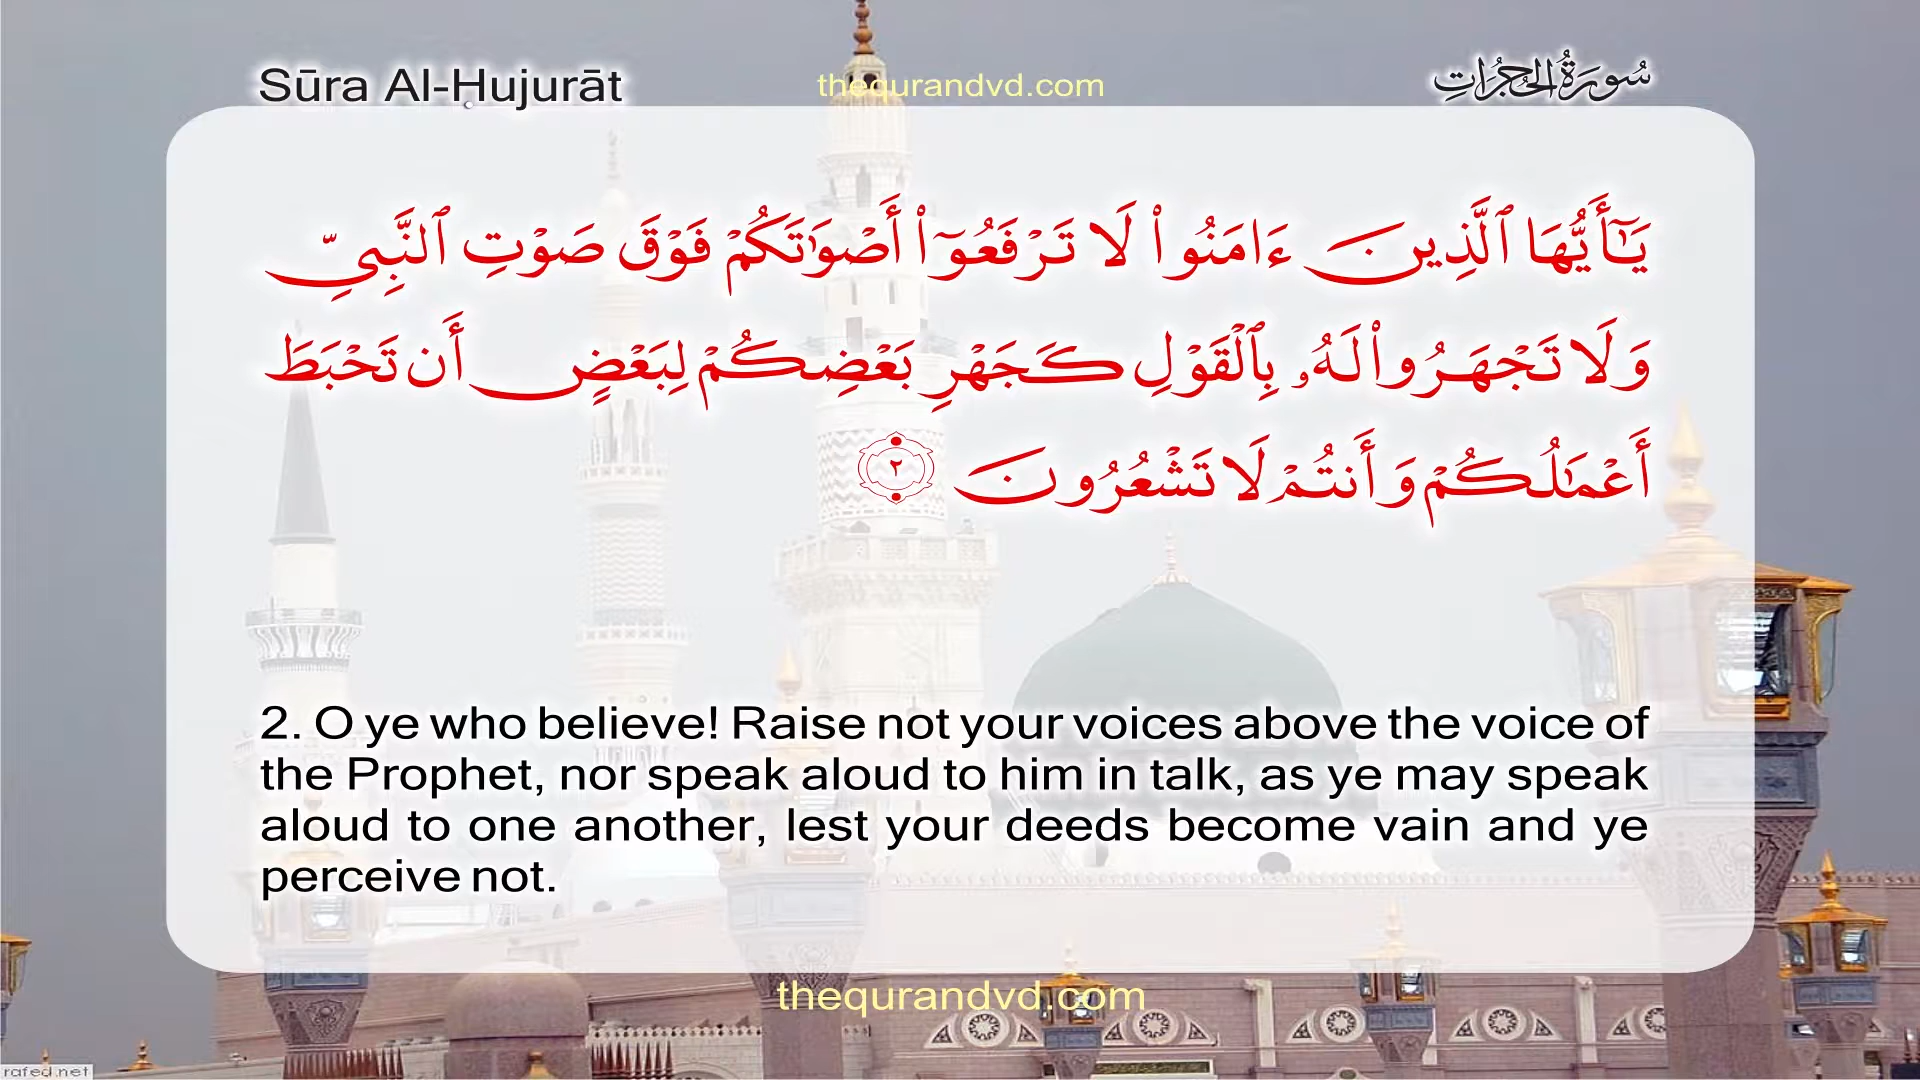 Sūra Al-Ḥujurāt
thequrandvd.com
سُورَةُ الحُجُرَاتِ
يَٰٓأَيُّهَا ٱلَّذِينَ ءَامَنُوا۟ لَا تَرْفَعُوٓا۟ أَصْوَٰتَكُمْ فَوْقَ صَوْتِ ٱلنَّبِىِّ
وَلَا تَجْهَرُوا۟ لَهُۥ بِٱلْقَوْلِ كَجَهْرِ بَعْضِكُمْ لِبَعْضٍ أَن تَحْبَطَ
أَعْمَٰلُكُمْ وَأَنتُمْ لَا تَشْعُرُونَ ٢
2. O ye who believe! Raise not your voices above the voice of
the Prophet, nor speak aloud to him in talk, as ye may speak
aloud to one another, lest your deeds become vain and ye
perceive not.
thequrandvd.com
rafed.net